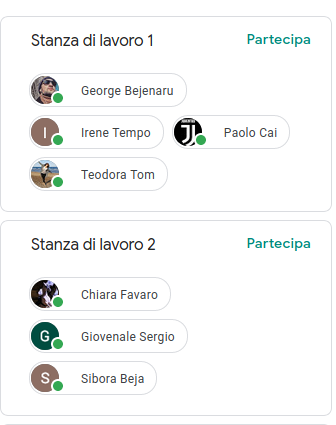 Stanza di lavoro 1 Partecipa
George Bejenaru
I Irene Tempo Paolo Cai
Teodora Tom
Stanza di lavoro 2 Partecipa
Chiara Favaro
G Giovenale Sergio
S Sibora Beja